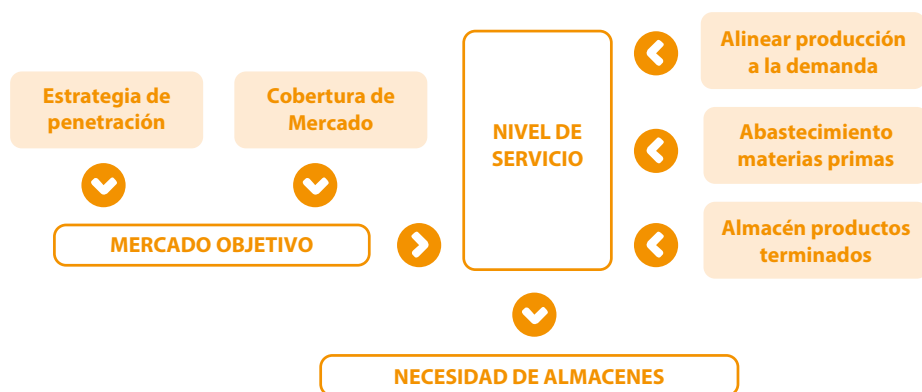 Estrategia de
penetración
Cobertura de
Mercado
MERCADO OBJETIVO
NIVEL DE
SERVICIO
Alinear producción
a la demanda
Abastecimiento
materias primas
Almacén productos
terminados
NECESIDAD DE ALMACENES